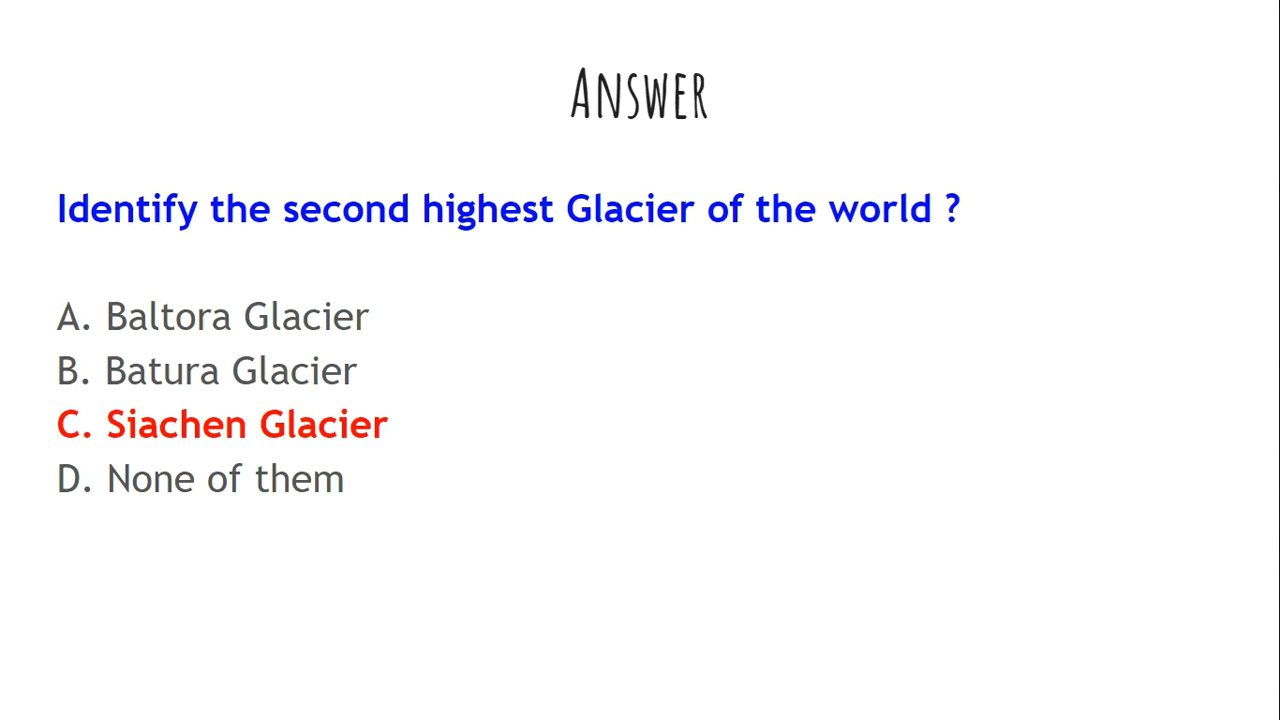 Answer
Identify the second highest Glacier of the world ?
A. Baltora Glacier
B. Batura Glacier
C. Siachen Glacier
D. None of them